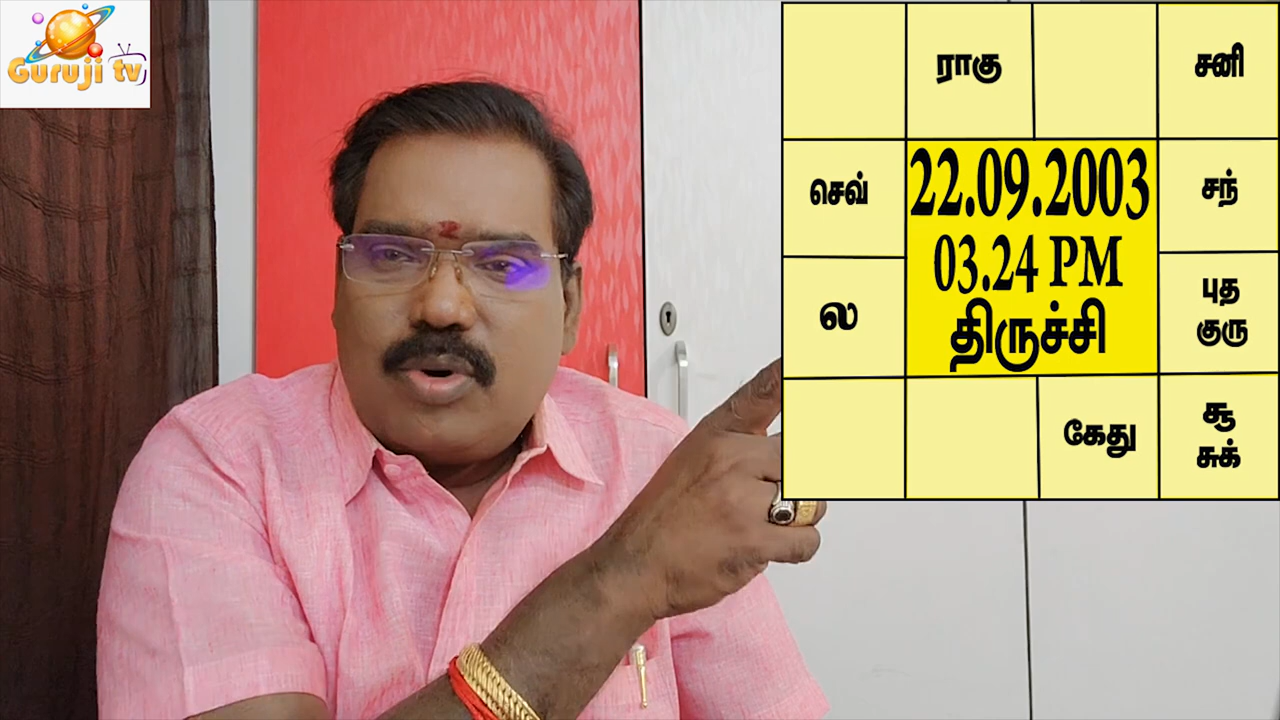 Guruji tv
ராகு
சனி
செவ்
22.09.2003
சந்
03.24 PM
ல
திருச்சி
புத
குரு
கேது
சூ
சுக்